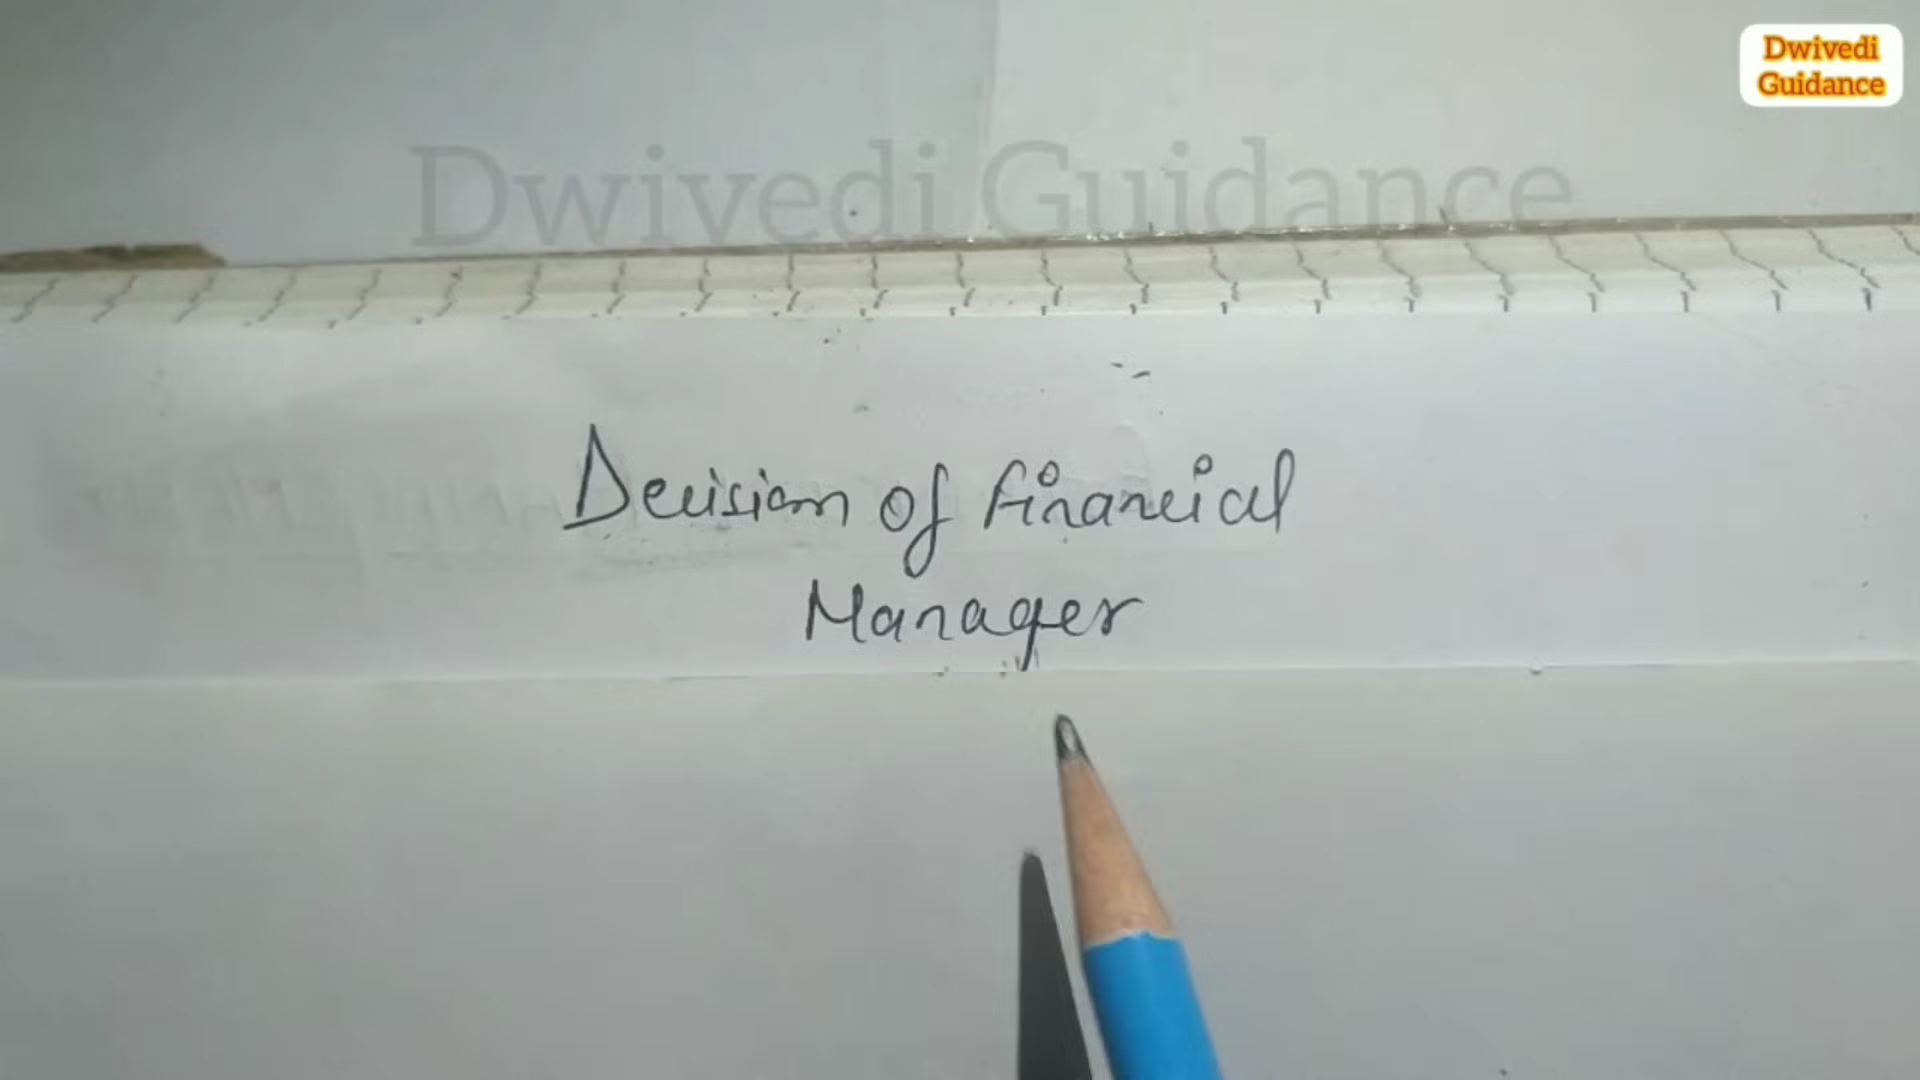 Dwivedi
Guidance
Dwivedi Guidance
Decision of financial
Manager